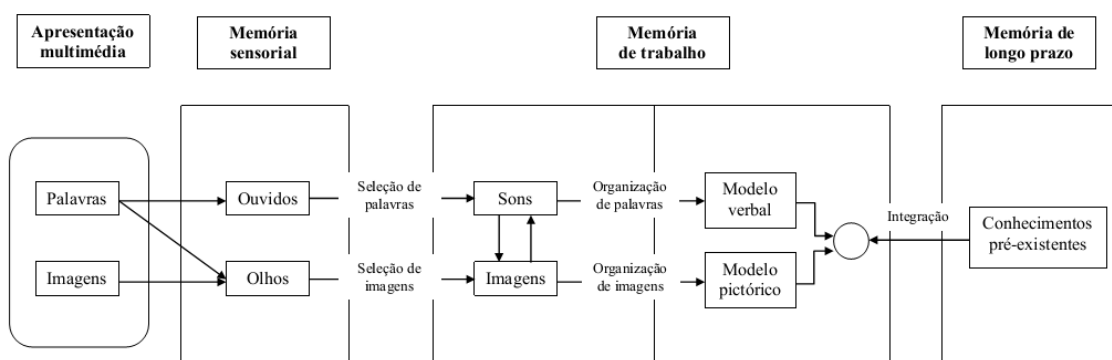 Apresentação
multimédia
Memória
sensorial
Memória
de trabalho
Memória de
longo prazo
Palavras
Ouvidos
Seleção de
palavras
Sons
Organização
de palavras
Modelo
verbal
Integração
Conhecimentos
pré-existentes
Imagens
Olhos
Seleção de
imagens
Imagens
Organização
de imagens
Modelo
pictórico